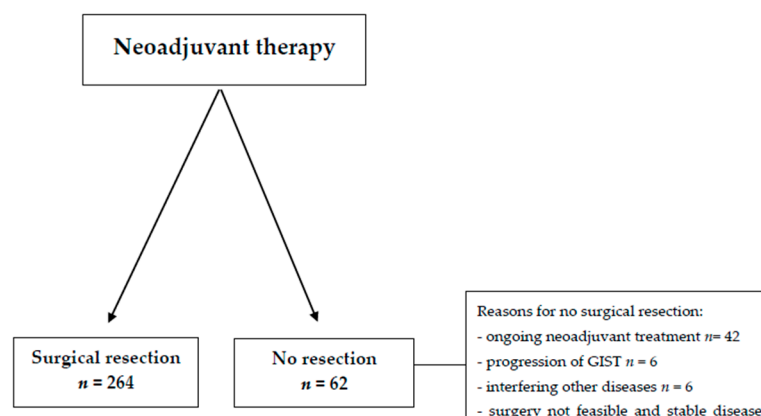 Neoadjuvant therapy
Surgical resection
n = 264
No resection
n = 62
Reasons for no surgical resection:
- ongoing neoadjuvant treatment n= 42
- progression of GIST n = 6
- interfering other diseases n = 6
- surgery not feasible and stable disease